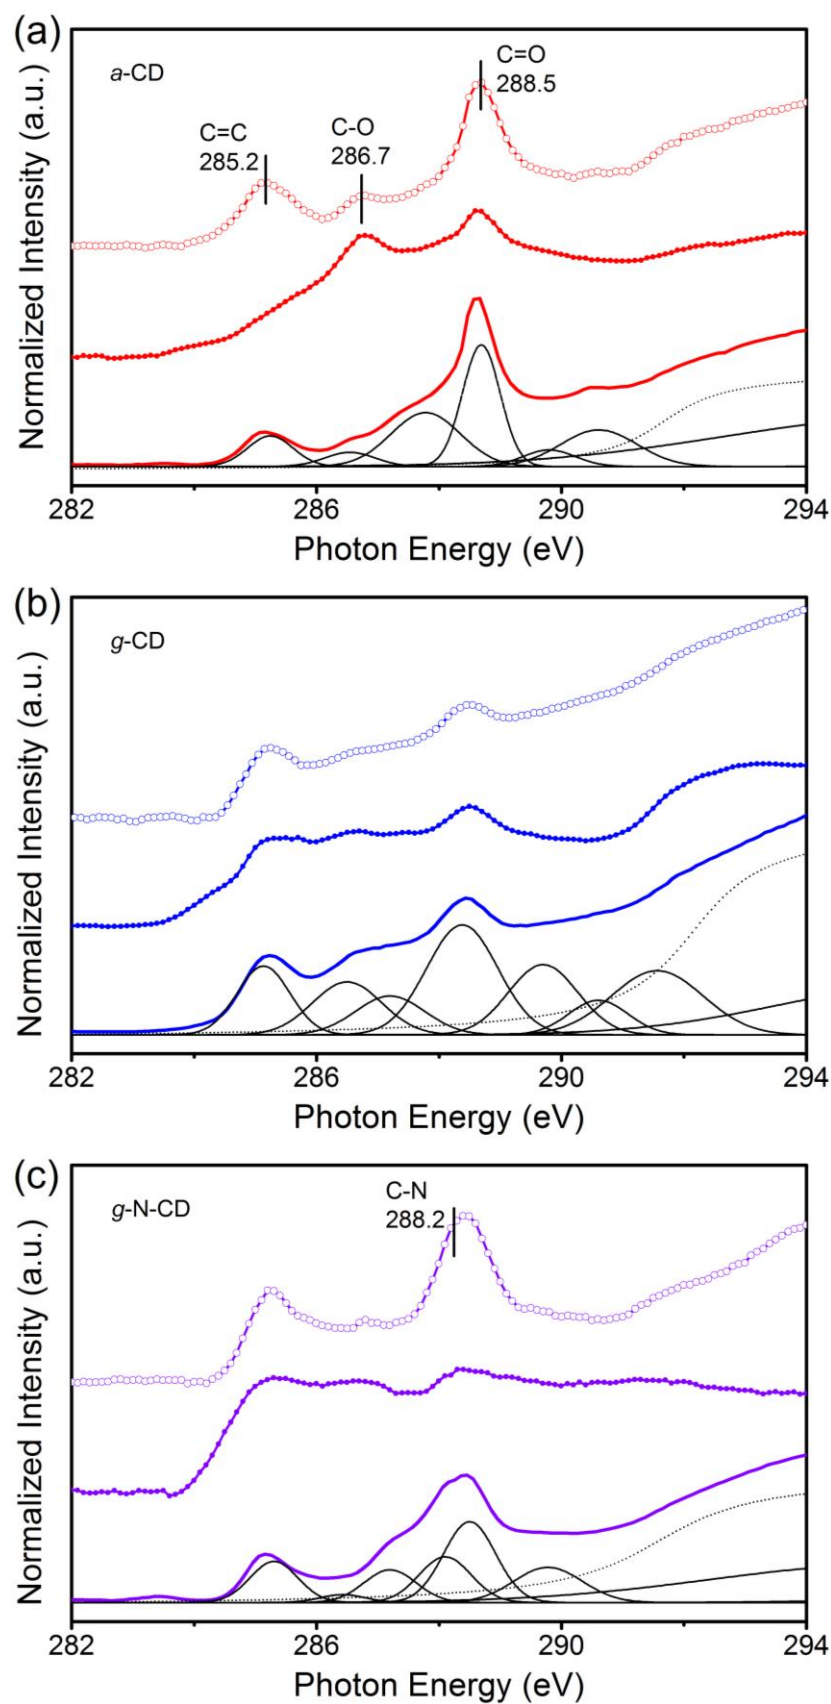 (a)
a-CD
C=O
288.5
C=C
285.2
C-O
286.7
Normalized Intensity (a.u.)
282 286 290 294
Photon Energy (eV)
(b)
g-CD
Normalized Intensity (a.u.)
282 286 290 294
Photon Energy (eV)
(c)
g-N-CD
C-N
288.2
Normalized Intensity (a.u.)
282 286 290 294
Photon Energy (eV)